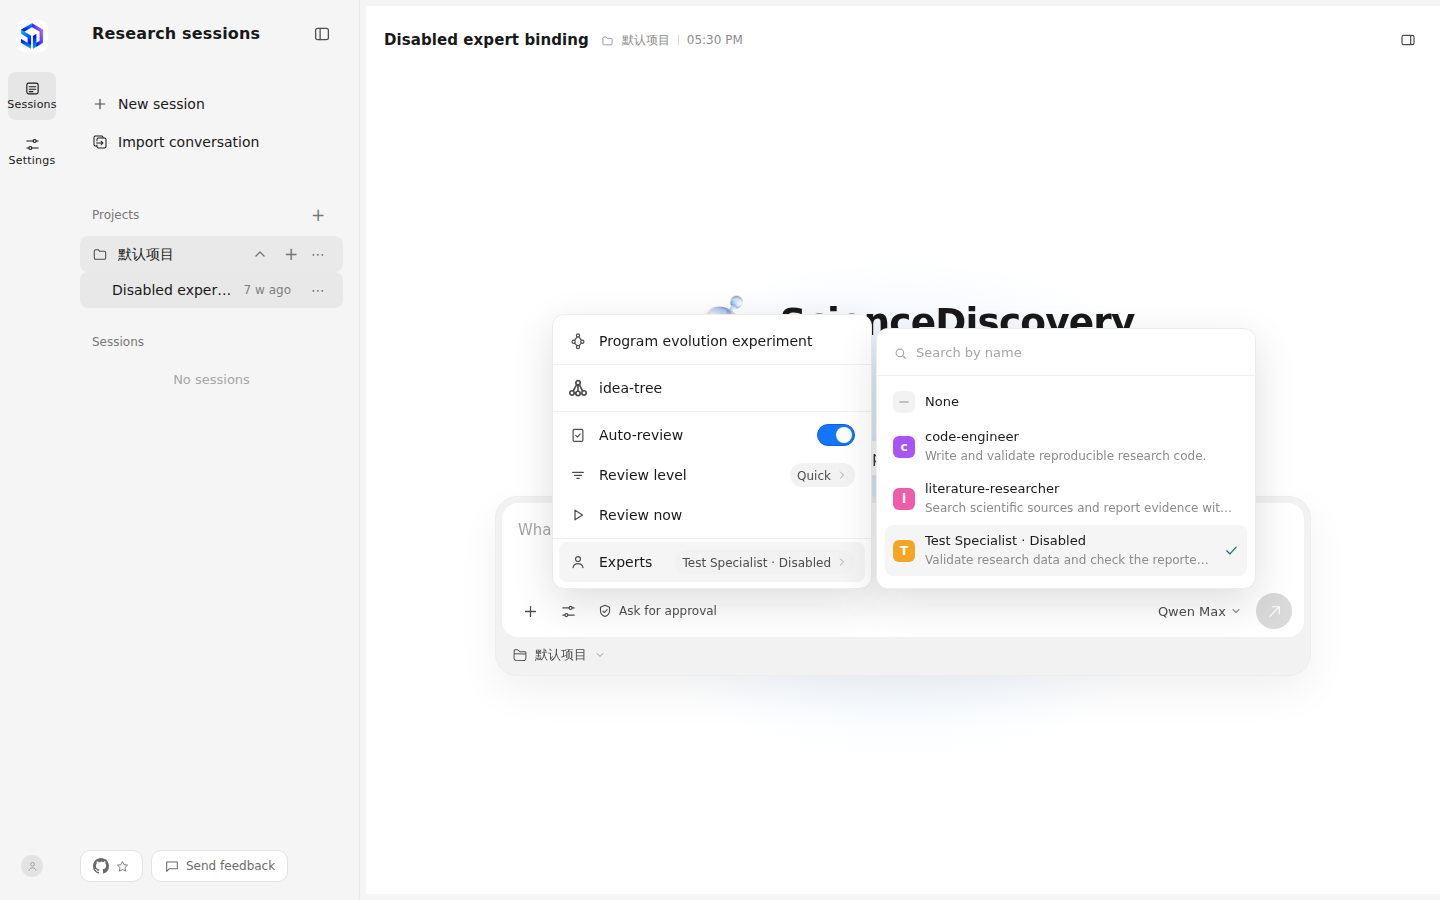 Research sessions
Sessions
Settings
New session
Import conversation
Projects
默认项目
Disabled exper... 7 w ago
Sessions
No sessions
Send feedback
Disabled expert binding 默认项目 05:30 PM
ScienceDiscovery
Program evolution experiment
idea-tree
Auto-review
Review level Quick
Review now
Experts Test Specialist · Disabled
Search by name
None
c code-engineer
Write and validate reproducible research code.
l literature-researcher
Search scientific sources and report evidence wit...
T Test Specialist · Disabled
Validate research data and check the reporte...
Wha
Ask for approval
Qwen Max
默认项目